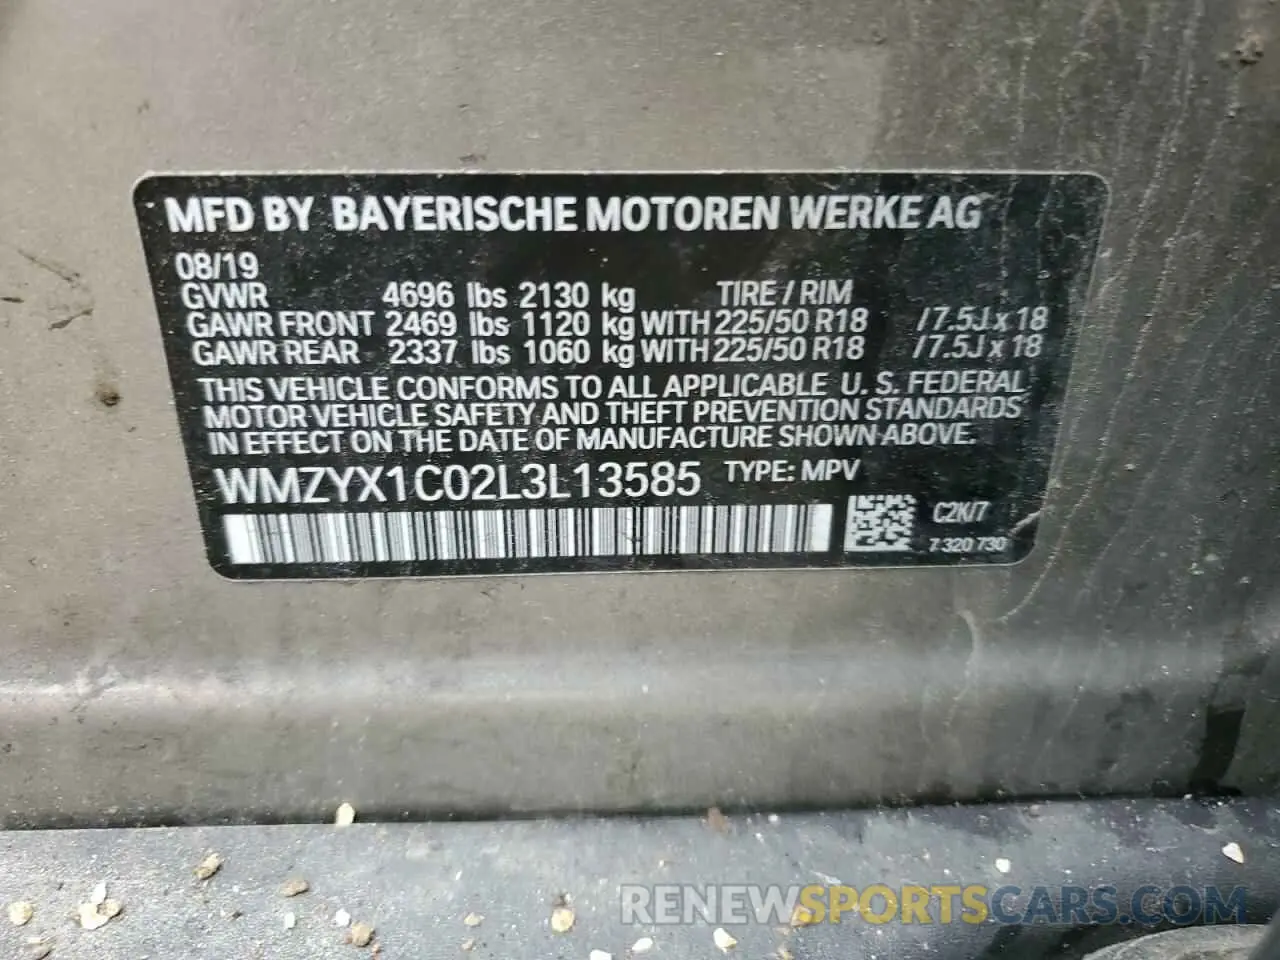 MFD BY BAYERISCHE MOTOREN WERKE AG
08/19
GVWR 4696 lbs 2130 kg TIRE / RIM
GAWR FRONT 2469 lbs 1120 kg WITH 225/50 R18 /7.5J x 18
GAWR REAR 2337 lbs 1060 kg WITH 225/50 R18 /7.5J x 18
THIS VEHICLE CONFORMS TO ALL APPLICABLE U. S. FEDERAL
MOTOR VEHICLE SAFETY AND THEFT PREVENTION STANDARDS
IN EFFECT ON THE DATE OF MANUFACTURE SHOWN ABOVE.
WMZYX1C02L3L13585 TYPE: MPV
C2K/7
7 320 730
RENEWSPORTSCARS.COM